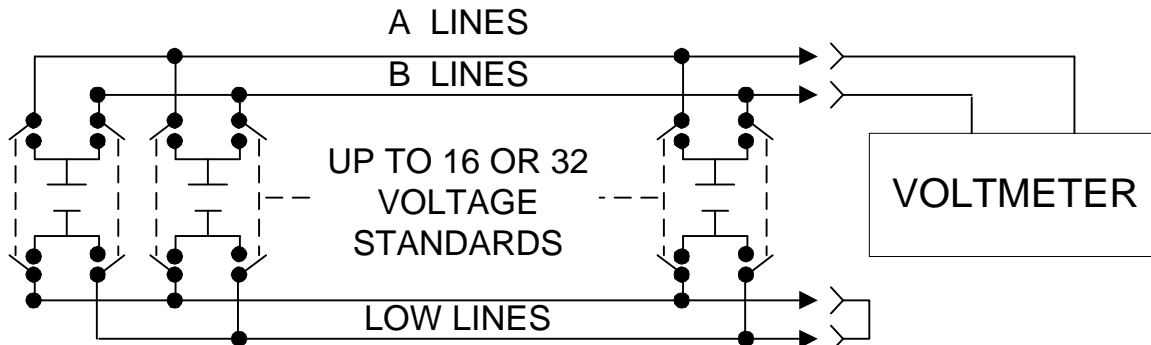 A LINES
B LINES
UP TO 16 OR 32
VOLTAGE
STANDARDS
VOLTMETER
LOW LINES